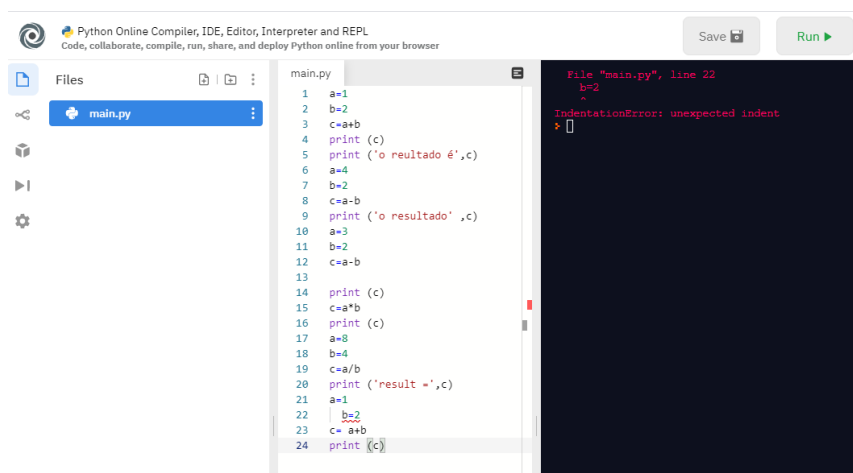 Python Online Compiler, IDE, Editor, Interpreter and REPL
Code, collaborate, compile, run, share, and deploy Python online from your browser
Save
Run
Files
main.py
main.py
1 a=1
2 b=2
3 c=a+b
4 print (c)
5 print ('o reultado é',c)
6 a=4
7 b=2
8 c=a-b
9 print ('o resultado' ,c)
10 a=3
11 b=2
12 c=a-b
13
14 print (c)
15 c=a*b
16 print (c)
17 a=8
18 b=4
19 c=a/b
20 print ('result =',c)
21 a=1
22 b=2
23 c= a+b
24 print (c)
File "main.py", line 22
b=2
^
IndentationError: unexpected indent
>